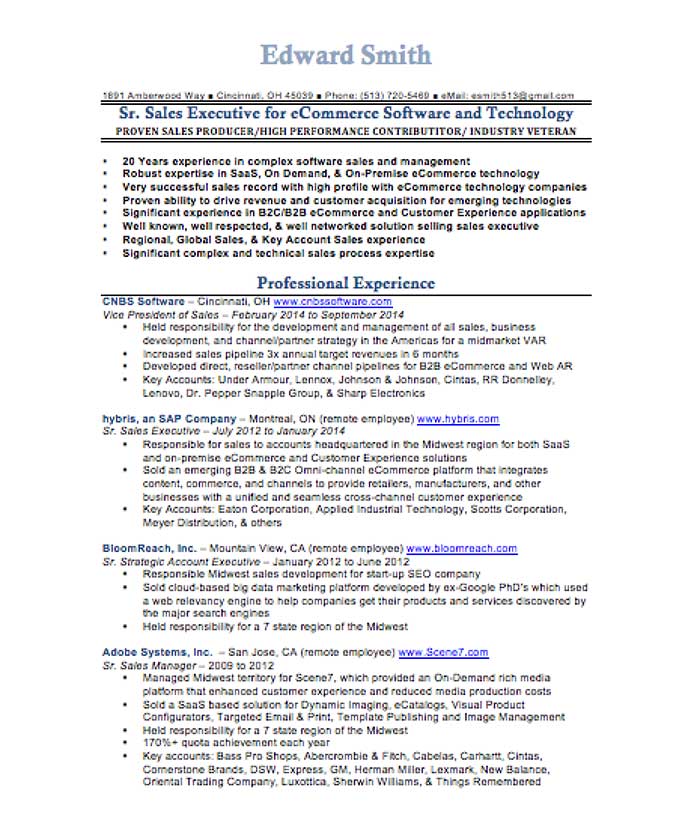 Edward Smith
1891 Amberwood Way ■ Cincinnati, OH 45039 ■ Phone: (513) 720-5469 ■ eMail: esmith513@gmail.com
Sr. Sales Executive for eCommerce Software and Technology
PROVEN SALES PRODUCER/HIGH PERFORMANCE CONTRIBUTITOR/ INDUSTRY VETERAN
• 20 Years experience in complex software sales and management
• Robust expertise in SaaS, On Demand, & On-Premise eCommerce technology
• Very successful sales record with high profile with eCommerce technology companies
• Proven ability to drive revenue and customer acquisition for emerging technologies
• Significant experience in B2C/B2B eCommerce and Customer Experience applications
• Well known, well respected, & well networked solution selling sales executive
• Regional, Global Sales, & Key Account Sales experience
• Significant complex and technical sales process expertise
Professional Experience
CNBS Software – Cincinnati, OH www.cnbssoftware.com
Vice President of Sales – February 2014 to September 2014
• Held responsibility for the development and management of all sales, business
development, and channel/partner strategy in the Americas for a midmarket VAR
• Increased sales pipeline 3x annual target revenues in 6 months
• Developed direct, reseller/partner channel pipelines for B2B eCommerce and Web AR
• Key Accounts: Under Armour, Lennox, Johnson & Johnson, Cintas, RR Donnelley,
Lenovo, Dr. Pepper Snapple Group, & Sharp Electronics
hybris, an SAP Company – Montreal, ON (remote employee) www.hybris.com
Sr. Sales Executive – July 2012 to January 2014
• Responsible for sales to accounts headquartered in the Midwest region for both SaaS
and on-premise eCommerce and Customer Experience solutions
• Sold an emerging B2B & B2C Omni-channel eCommerce platform that integrates
content, commerce, and channels to provide retailers, manufacturers, and other
businesses with a unified and seamless cross-channel customer experience
• Key Accounts: Eaton Corporation, Applied Industrial Technology, Scotts Corporation,
Meyer Distribution, & others
BloomReach, Inc. – Mountain View, CA (remote employee) www.bloomreach.com
Sr. Strategic Account Executive – January 2012 to June 2012
• Responsible Midwest sales development for start-up SEO company
• Sold cloud-based big data marketing platform developed by ex-Google PhD's which used
a web relevancy engine to help companies get their products and services discovered by
the major search engines
• Held responsibility for a 7 state region of the Midwest
Adobe Systems, Inc. – San Jose, CA (remote employee) www.Scene7.com
Sr. Sales Manager – 2009 to 2012
• Managed Midwest territory for Scene7, which provided an On-Demand rich media
platform that enhanced customer experience and reduced media production costs
• Sold a SaaS based solution for Dynamic Imaging, eCatalogs, Visual Product
Configurators, Targeted Email & Print, Template Publishing and Image Management
• Held responsibility for a 7 state region of the Midwest
• 170%+ quota achievement each year
• Key accounts: Bass Pro Shops, Abercrombie & Fitch, Cabelas, Carhartt, Cintas,
Cornerstone Brands, DSW, Express, GM, Herman Miller, Lexmark, New Balance,
Oriental Trading Company, Luxottica, Sherwin Williams, & Things Remembered